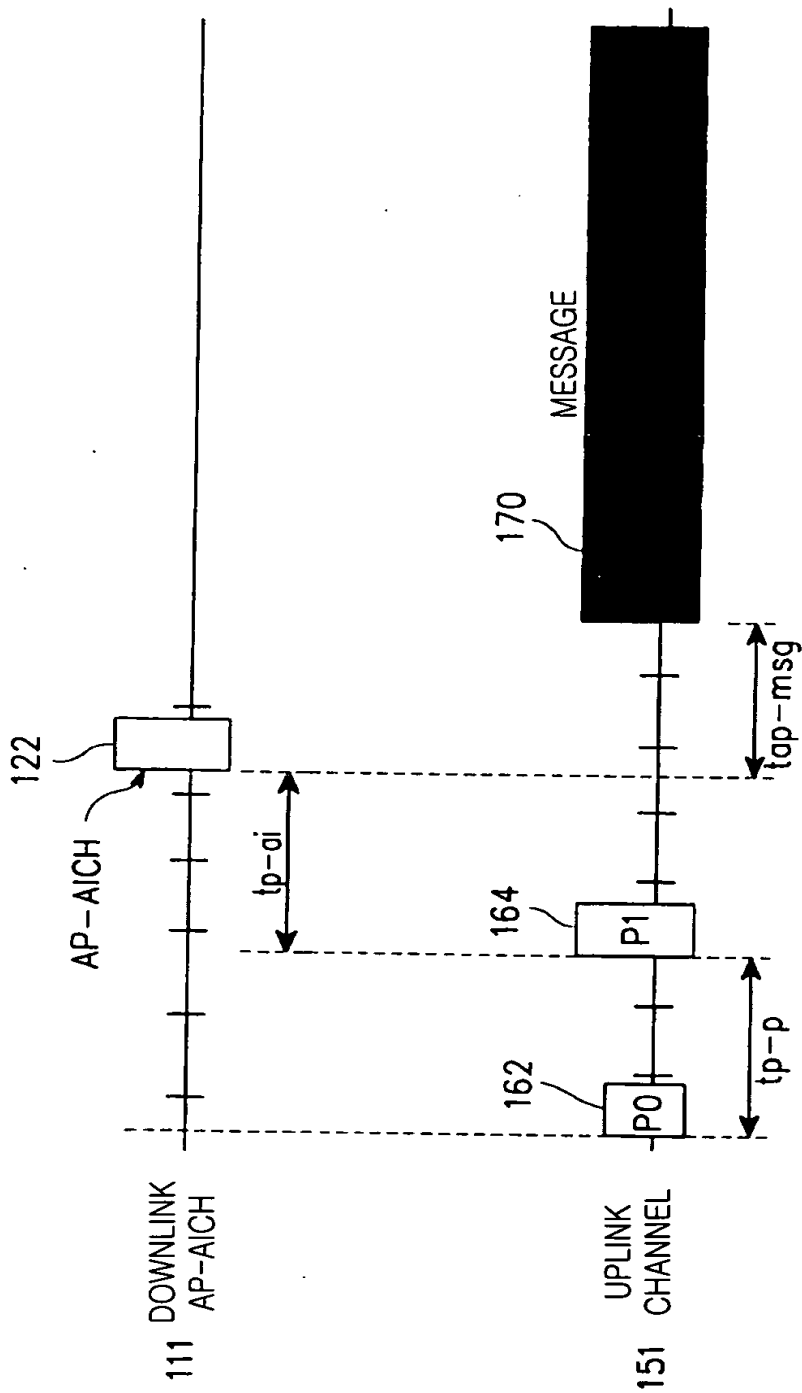 111 DOWNLINK
AP-AICH
AP-AICH
122
tp-ai
151 UPLINK
CHANNEL
162
P0
164
P1
170
MESSAGE
tp-p
tap-msg